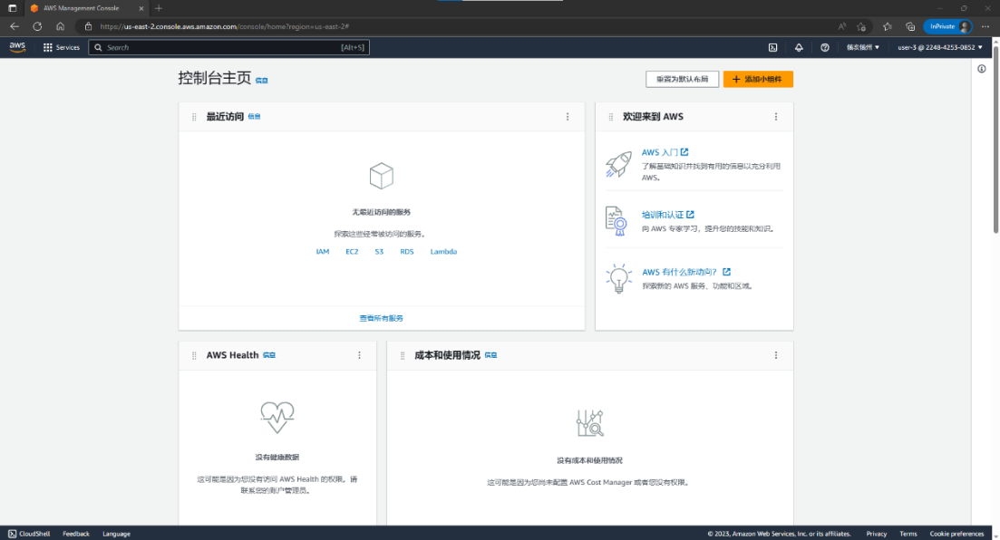 AWS Management Console
https://us-east-2.console.aws.amazon.com/console/home?region=us-east-2#
InPrivate
aws
Services
Search
[Alt+S]
俄亥俄州
user-3 @ 2248-4253-0852
控制台主页 信息
重置为默认布局
添加小组件
最近访问 信息
无最近访问的服务
探索这些经常被访问的服务。
IAM EC2 S3 RDS Lambda
查看所有服务
欢迎来到 AWS
AWS 入门
了解基础知识并找到有用的信息以充分利用
AWS。
培训和认证
向 AWS 专家学习，提升您的技能和知识。
AWS 有什么新动向？
探索新的 AWS 服务、功能和区域。
AWS Health 信息
没有健康数据
这可能是因为您没有访问 AWS Health 的权限。请
联系您的账户管理员。
成本和使用情况 信息
没有成本和使用情况
这可能是因为您尚未配置 AWS Cost Manager 或者您没有权限。
CloudShell Feedback Language
© 2023, Amazon Web Services, Inc. or its affiliates. Privacy Terms Cookie preferences